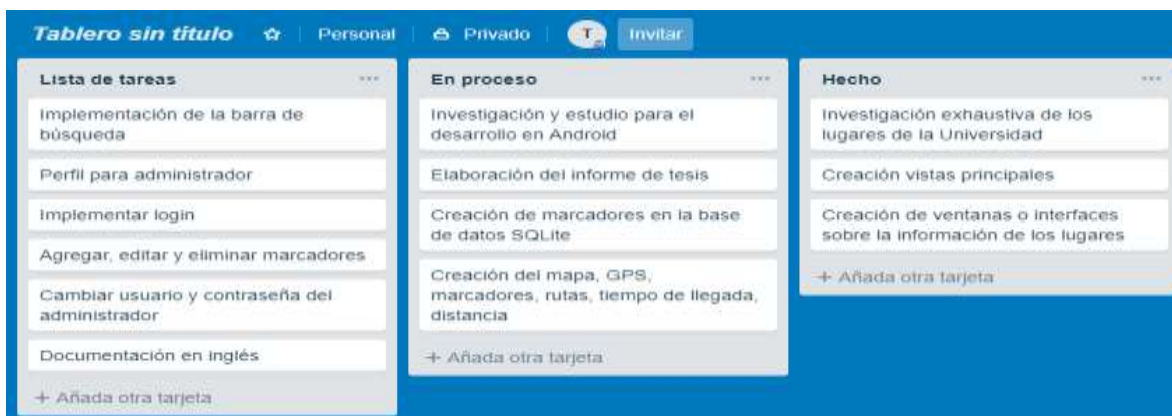 Tablero sin título
Personal
Privado
T
Invitar
Lista de tareas
Implementación de la barra de
búsqueda
Perfil para administrador
Implementar login
Agregar, editar y eliminar marcadores
Cambiar usuario y contraseña del
administrador
Documentación en inglés
+ Añada otra tarjeta
En proceso
Investigación y estudio para el
desarrollo en Android
Elaboración del informe de tesis
Creación de marcadores en la base
de datos SQLite
Creación del mapa, GPS,
marcadores, rutas, tiempo de llegada,
distancia
+ Añada otra tarjeta
Hecho
Investigación exhaustiva de los
lugares de la Universidad
Creación vistas principales
Creación de ventanas o interfaces
sobre la información de los lugares
+ Añada otra tarjeta